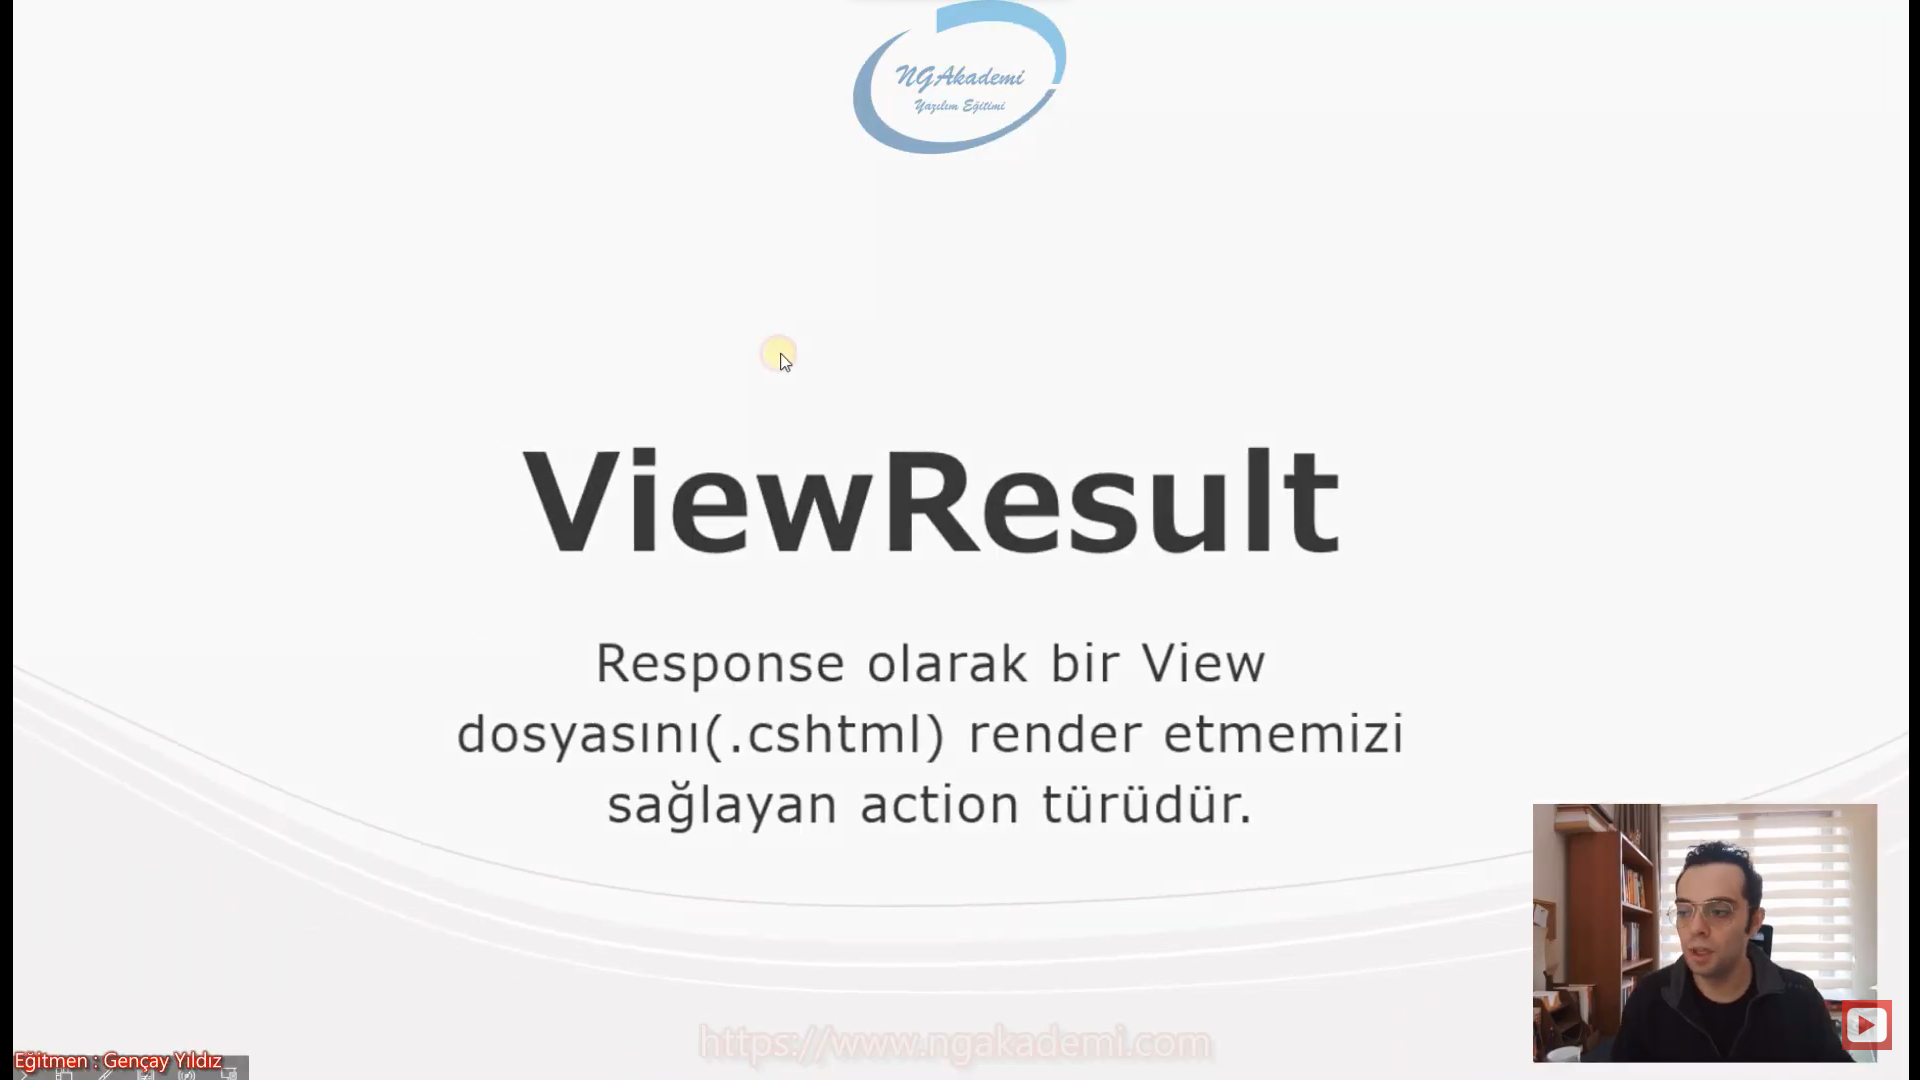 NGAkademi
Yazılım Eğitimi
ViewResult
Response olarak bir View
dosyasını(.cshtml) render etmemizi
sağlayan action türüdür.
https://www.ngakademi.com
Eğitmen : Gençay Yıldız